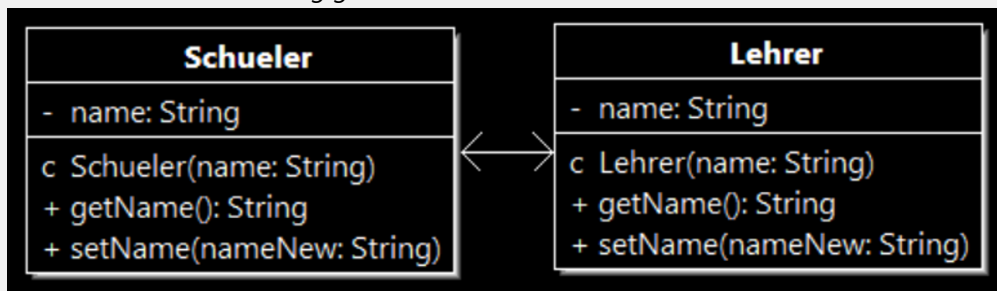 Schueler
- name: String
c Schueler(name: String)
+ getName(): String
+ setName(nameNew: String)
Lehrer
- name: String
c Lehrer(name: String)
+ getName(): String
+ setName(nameNew: String)